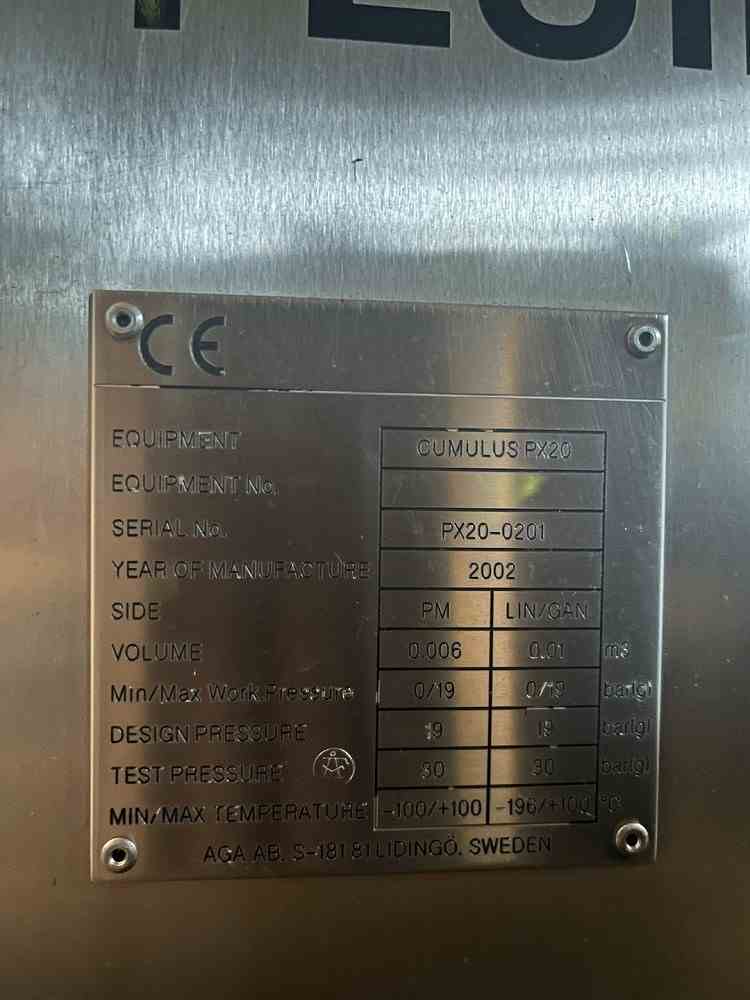 CE
EQUIPMENT CUMULUS PX20
EQUIPMENT No.
SERIAL No. PX20-0201
YEAR OF MANUFACTURE 2002
SIDE PM LIN/GAN
VOLUME 0.006 0.01 m3
Min/Max Work.Pressure 0/19 0/19 bar(g)
DESIGN PRESSURE 19 19 bar(g)
TEST PRESSURE 30 30 bar(g)
MIN/MAX TEMPERATURE -100/+100 -196/+100 °C
AGA AB, S-181 81 LIDINGÖ, SWEDEN